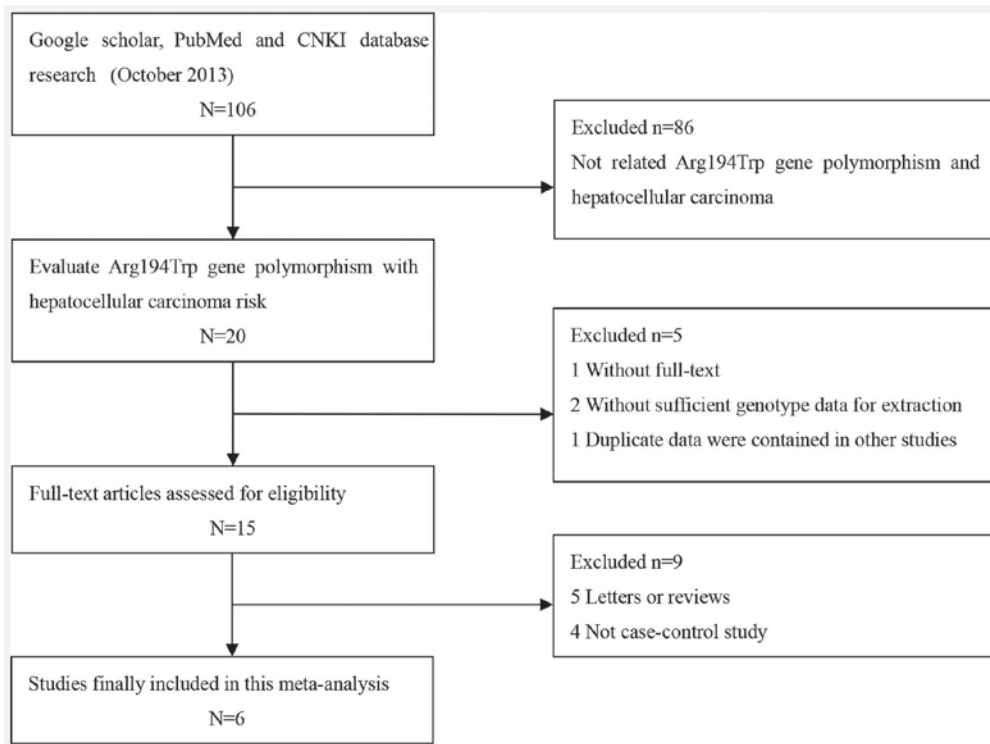 Google scholar, PubMed and CNKI database
research (October 2013)
N=106
Excluded n=86
Not related Arg194Trp gene polymorphism and
hepatocellular carcinoma
Evaluate Arg194Trp gene polymorphism with
hepatocellular carcinoma risk
N=20
Excluded n=5
1 Without full-text
2 Without sufficient genotype data for extraction
1 Duplicate data were contained in other studies
Full-text articles assessed for eligibility
N=15
Excluded n=9
5 Letters or reviews
4 Not case-control study
Studies finally included in this meta-analysis
N=6